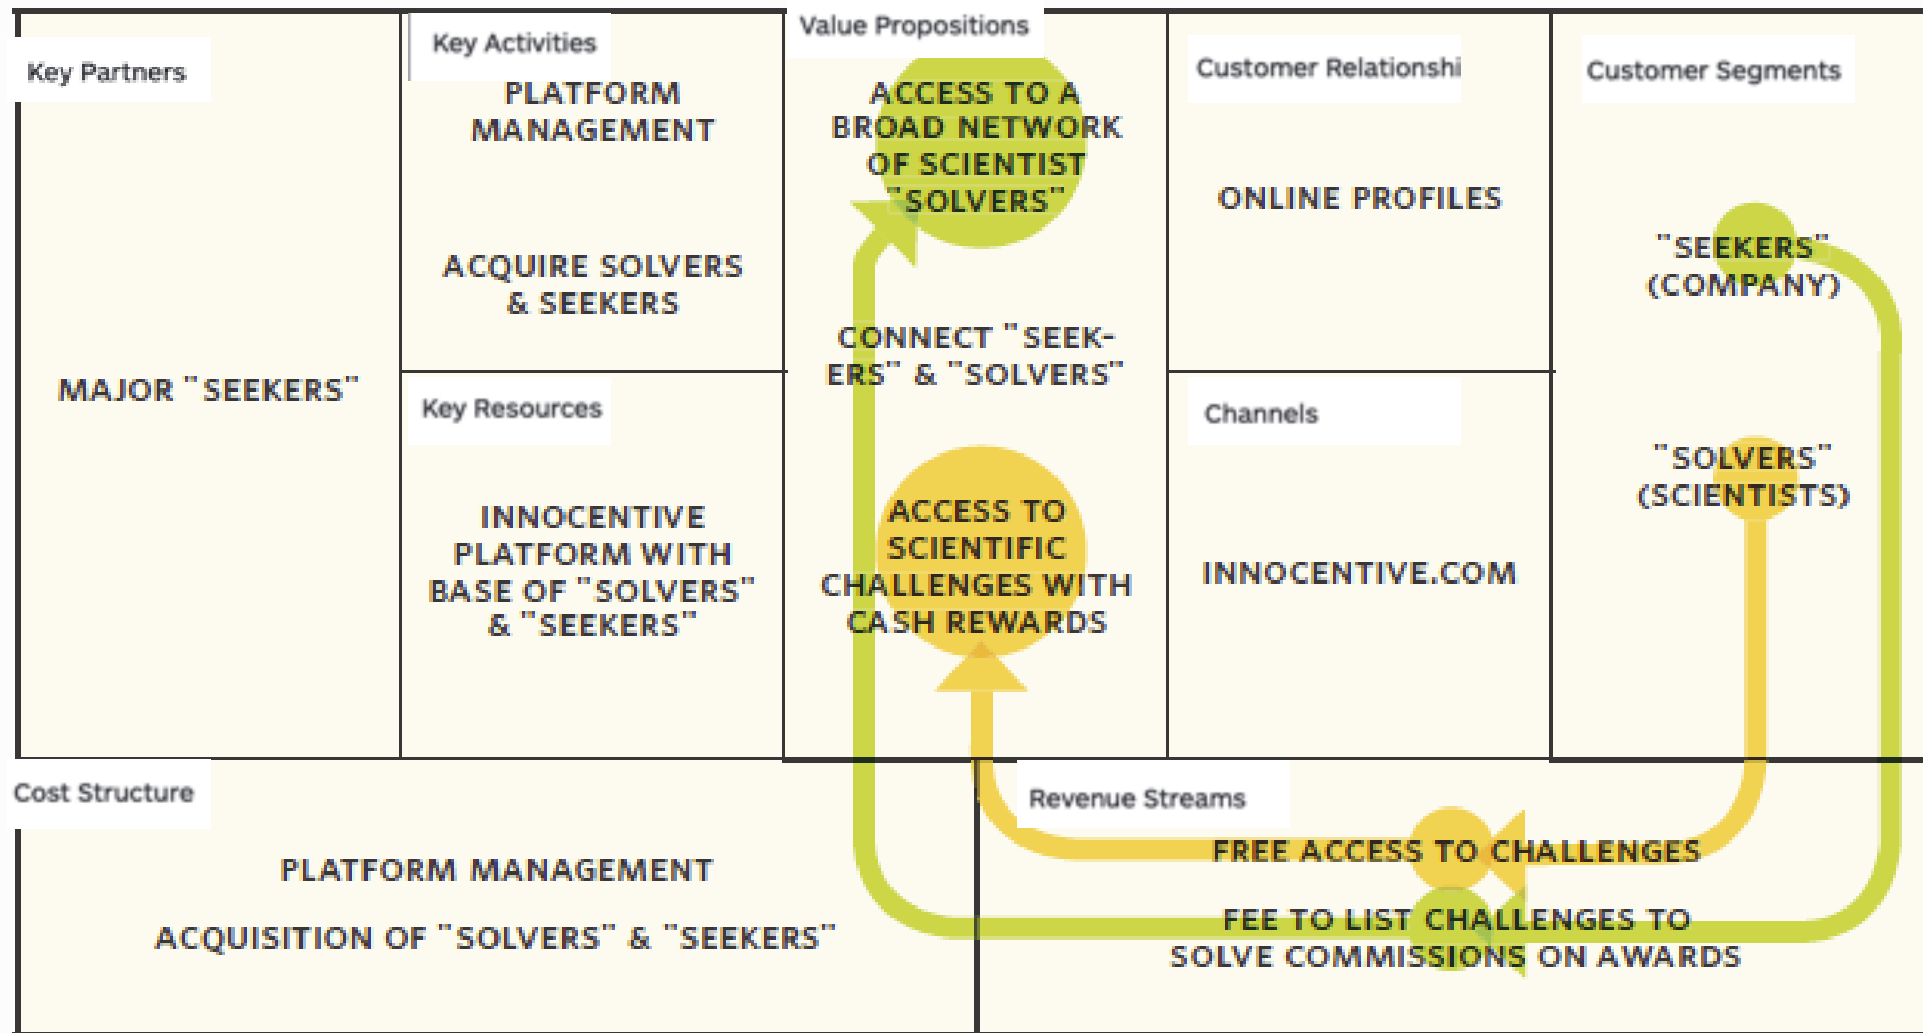 Key Partners
MAJOR "SEEKERS"
Key Activities
PLATFORM
MANAGEMENT
ACQUIRE SOLVERS
& SEEKERS
Key Resources
INNOCENTIVE
PLATFORM WITH
BASE OF "SOLVERS"
& "SEEKERS"
Value Propositions
ACCESS TO A
BROAD NETWORK
OF SCIENTIST
"SOLVERS"
CONNECT "SEEK-
ERS" & "SOLVERS"
ACCESS TO
SCIENTIFIC
CHALLENGES WITH
CASH REWARDS
Customer Relationshi
ONLINE PROFILES
Channels
INNOCENTIVE.COM
Customer Segments
"SEEKERS"
(COMPANY)
"SOLVERS"
(SCIENTISTS)
Cost Structure
PLATFORM MANAGEMENT
ACQUISITION OF "SOLVERS" & "SEEKERS"
Revenue Streams
FREE ACCESS TO CHALLENGES
FEE TO LIST CHALLENGES TO
SOLVE COMMISSIONS ON AWARDS